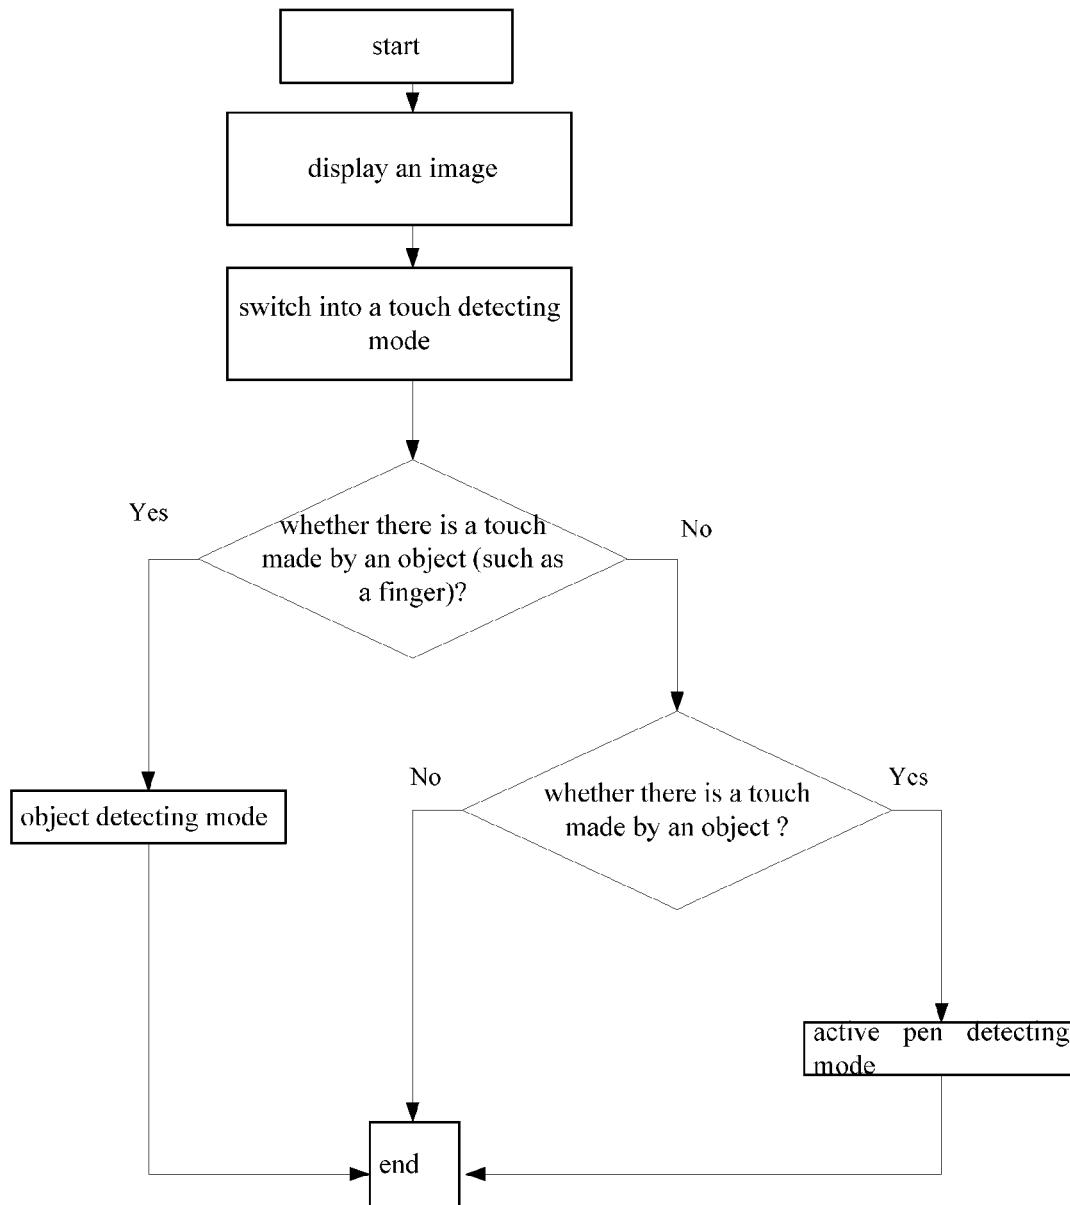 start
display an image
switch into a touch detecting
mode
Yes
No
whether there is a touch
made by an object (such as
a finger)?
No
Yes
whether there is a touch
made by an object ?
object detecting mode
active pen detecting
mode
end